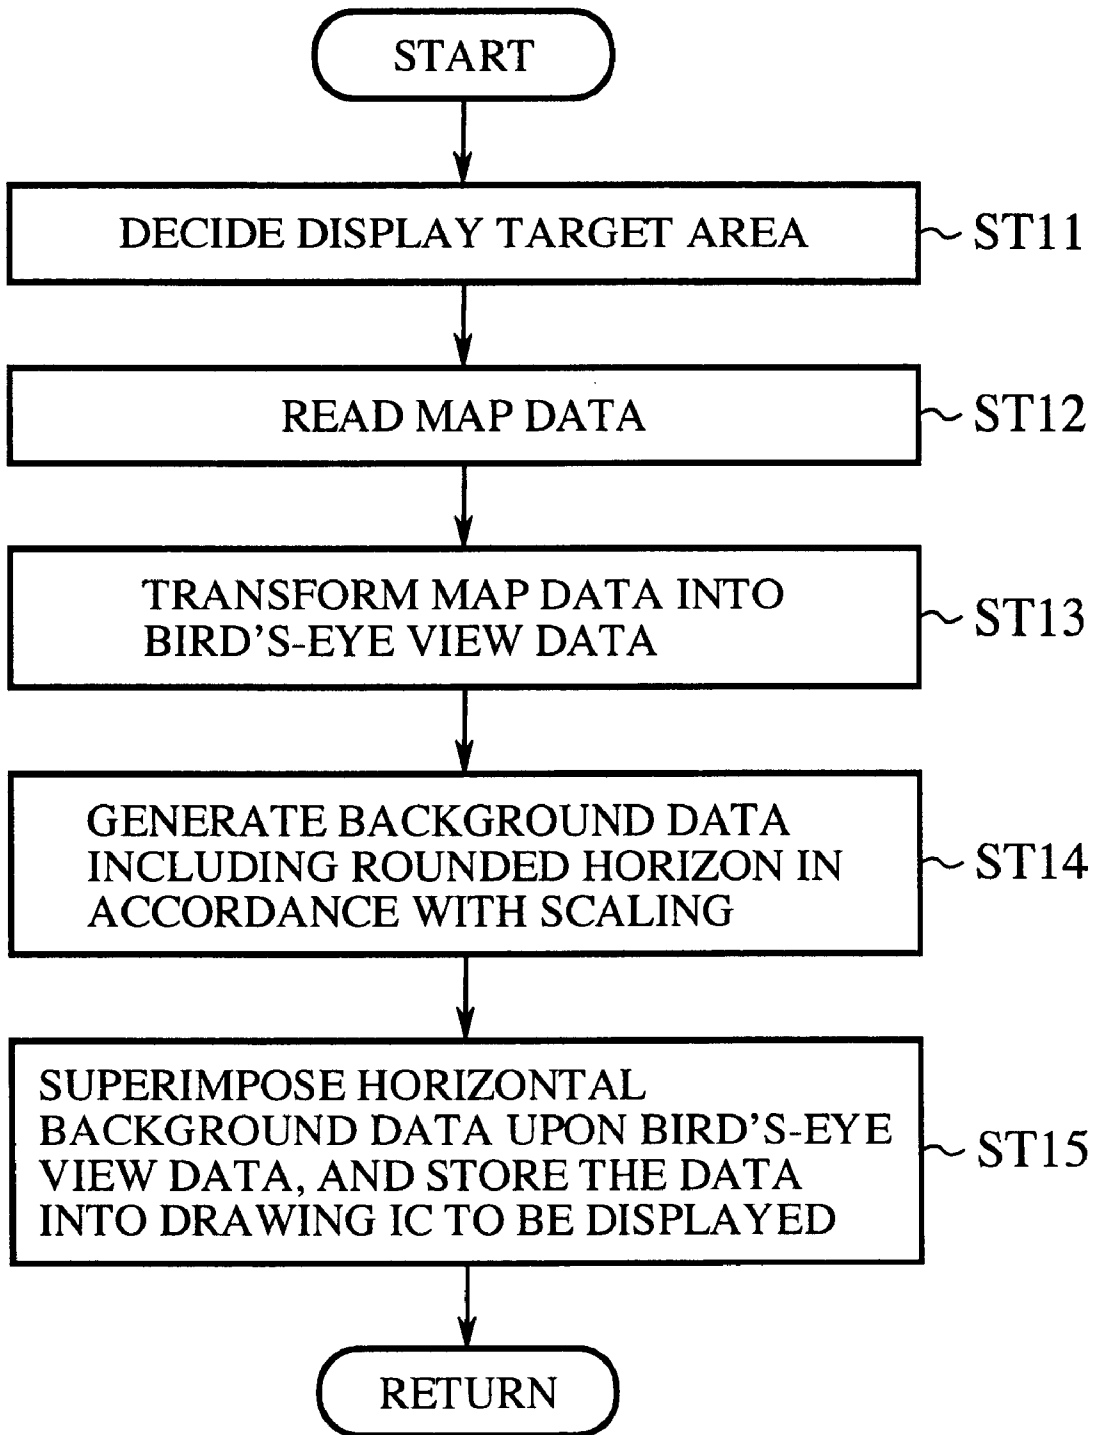 START
DECIDE DISPLAY TARGET AREA
ST11
READ MAP DATA
ST12
TRANSFORM MAP DATA INTO
BIRD'S-EYE VIEW DATA
ST13
GENERATE BACKGROUND DATA
INCLUDING ROUNDED HORIZON IN
ACCORDANCE WITH SCALING
ST14
SUPERIMPOSE HORIZONTAL
BACKGROUND DATA UPON BIRD'S-EYE
VIEW DATA, AND STORE THE DATA
INTO DRAWING IC TO BE DISPLAYED
ST15
RETURN